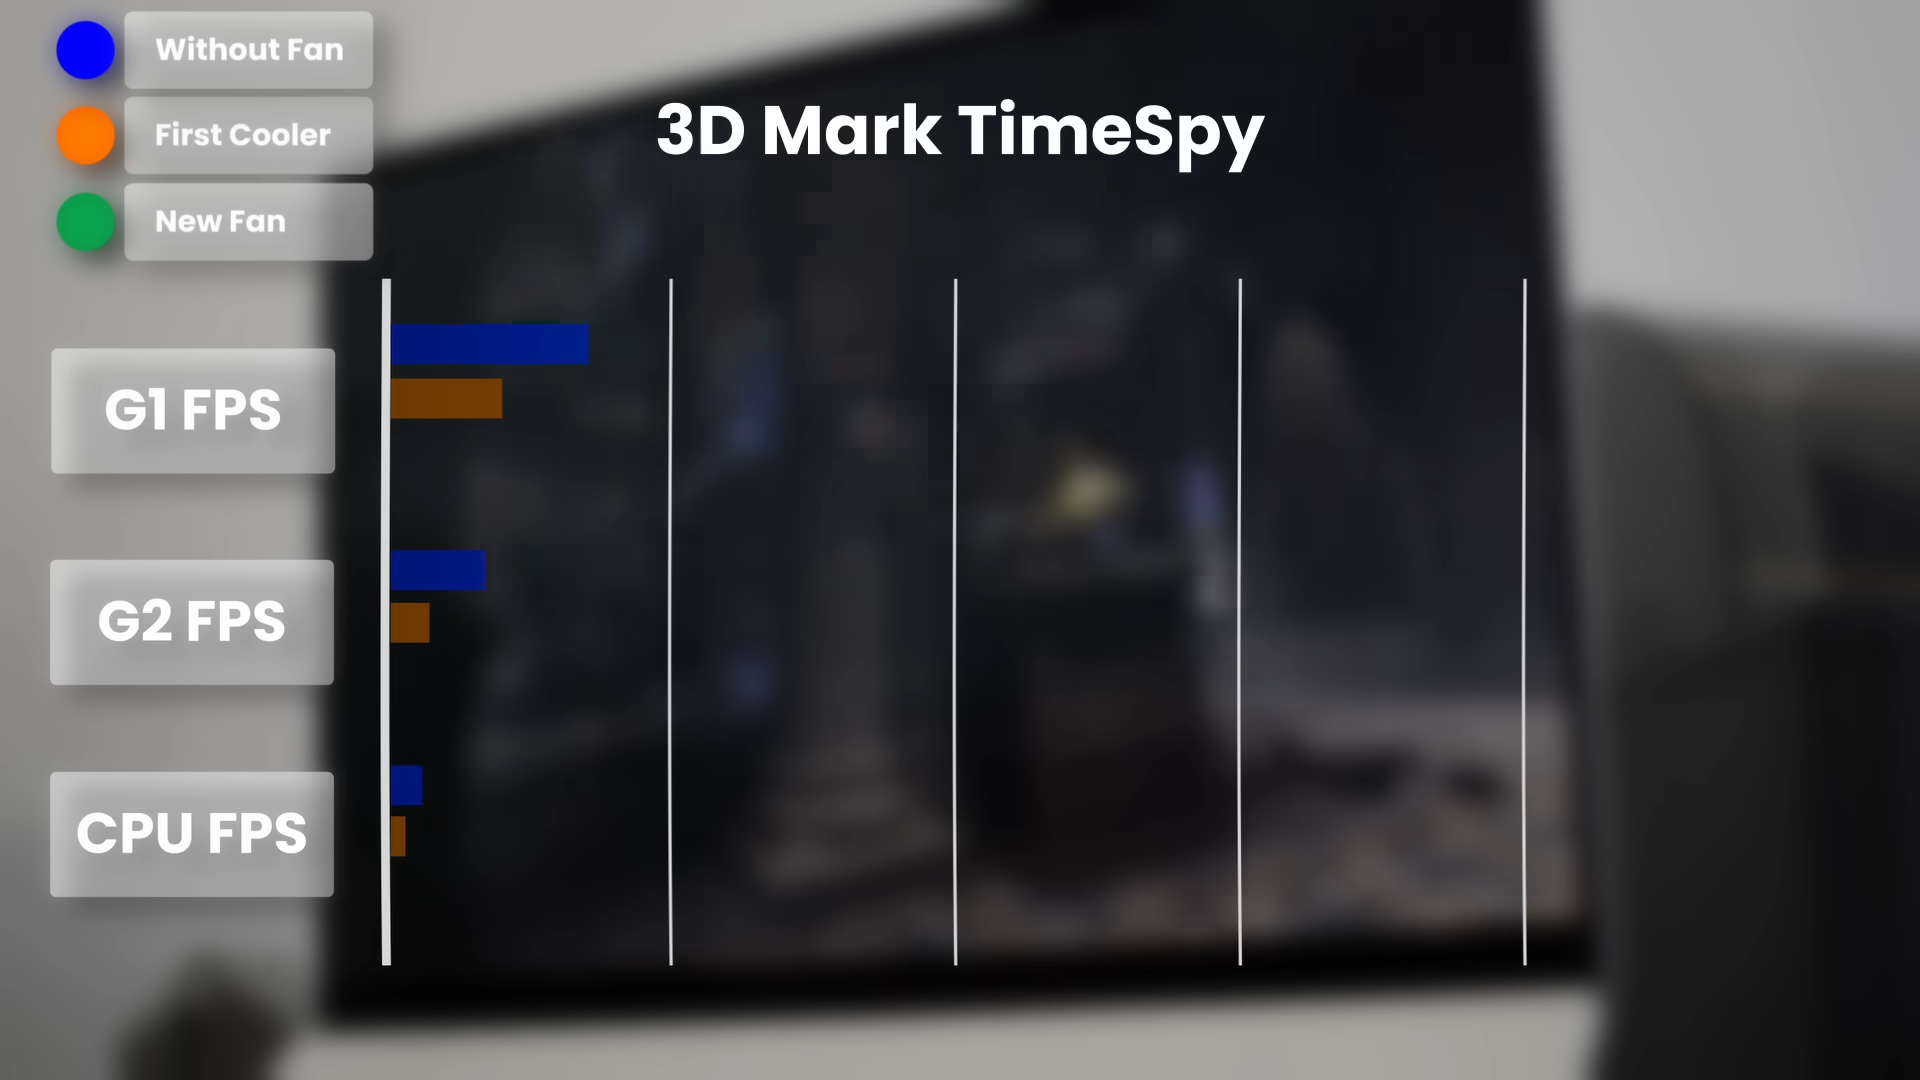 Without Fan
First Cooler
New Fan
3D Mark TimeSpy
G1 FPS
G2 FPS
CPU FPS